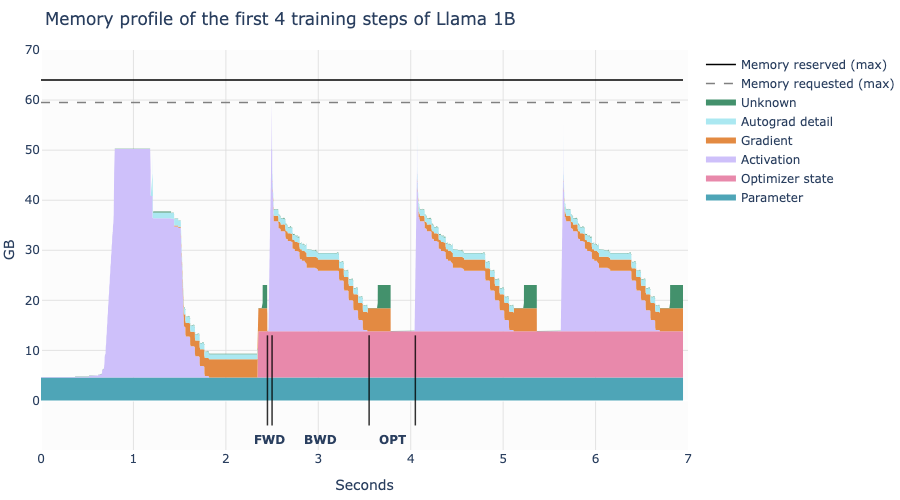 Memory profile of the first 4 training steps of Llama 1B
70
60
50
40
30
20
10
0
GB
FWD BWD OPT
0 1 2 3 4 5 6 7
Seconds
Memory reserved (max)
Memory requested (max)
Unknown
Autograd detail
Gradient
Activation
Optimizer state
Parameter